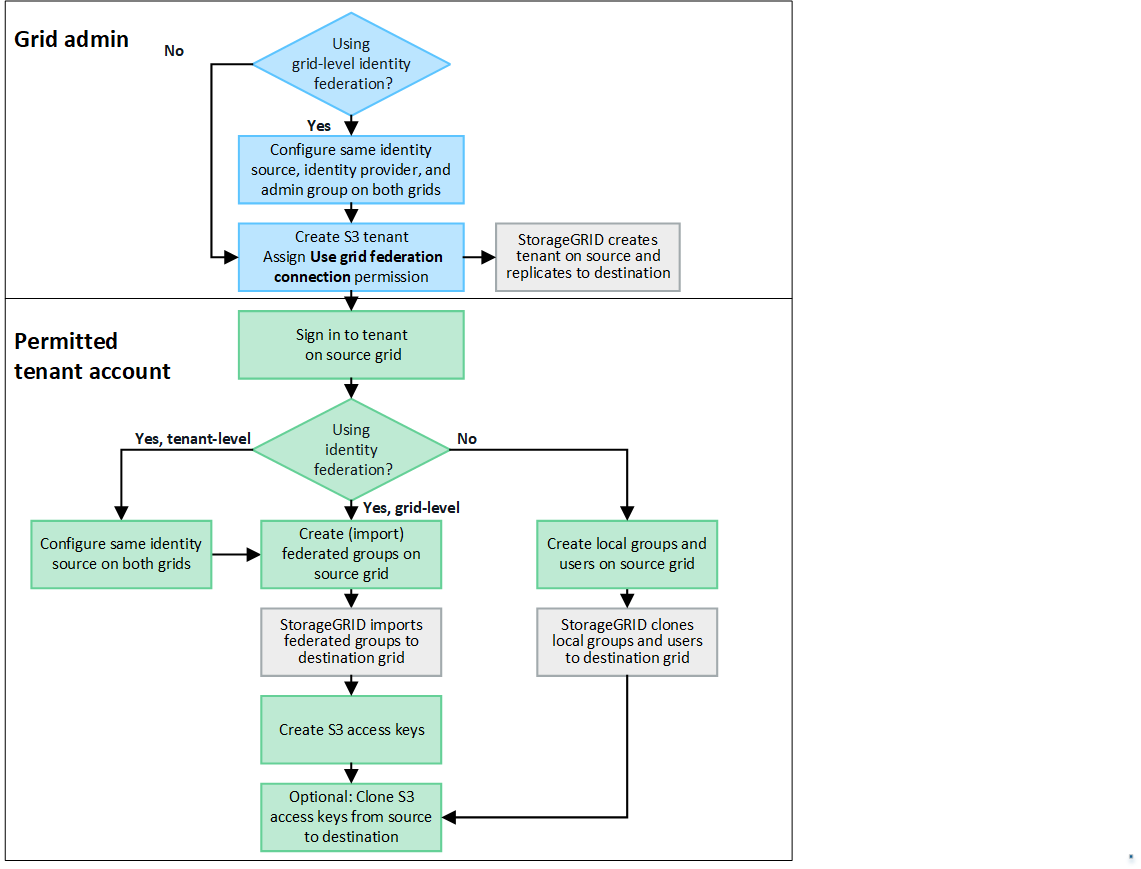 Grid admin
No
Using
grid-level identity
federation?
Yes
Configure same identity
source, identity provider, and
admin group on both grids
Create S3 tenant
Assign Use grid federation
connection permission
StorageGRID creates
tenant on source and
replicates to destination
Permitted
tenant account
Sign in to tenant
on source grid
Using
identity
federation?
Yes, tenant-level
No
Yes, grid-level
Configure same identity
source on both grids
Create (import)
federated groups on
source grid
Create local groups and
users on source grid
StorageGRID imports
federated groups to
destination grid
StorageGRID clones
local groups and users
to destination grid
Create S3 access keys
Optional: Clone S3
access keys from source
to destination